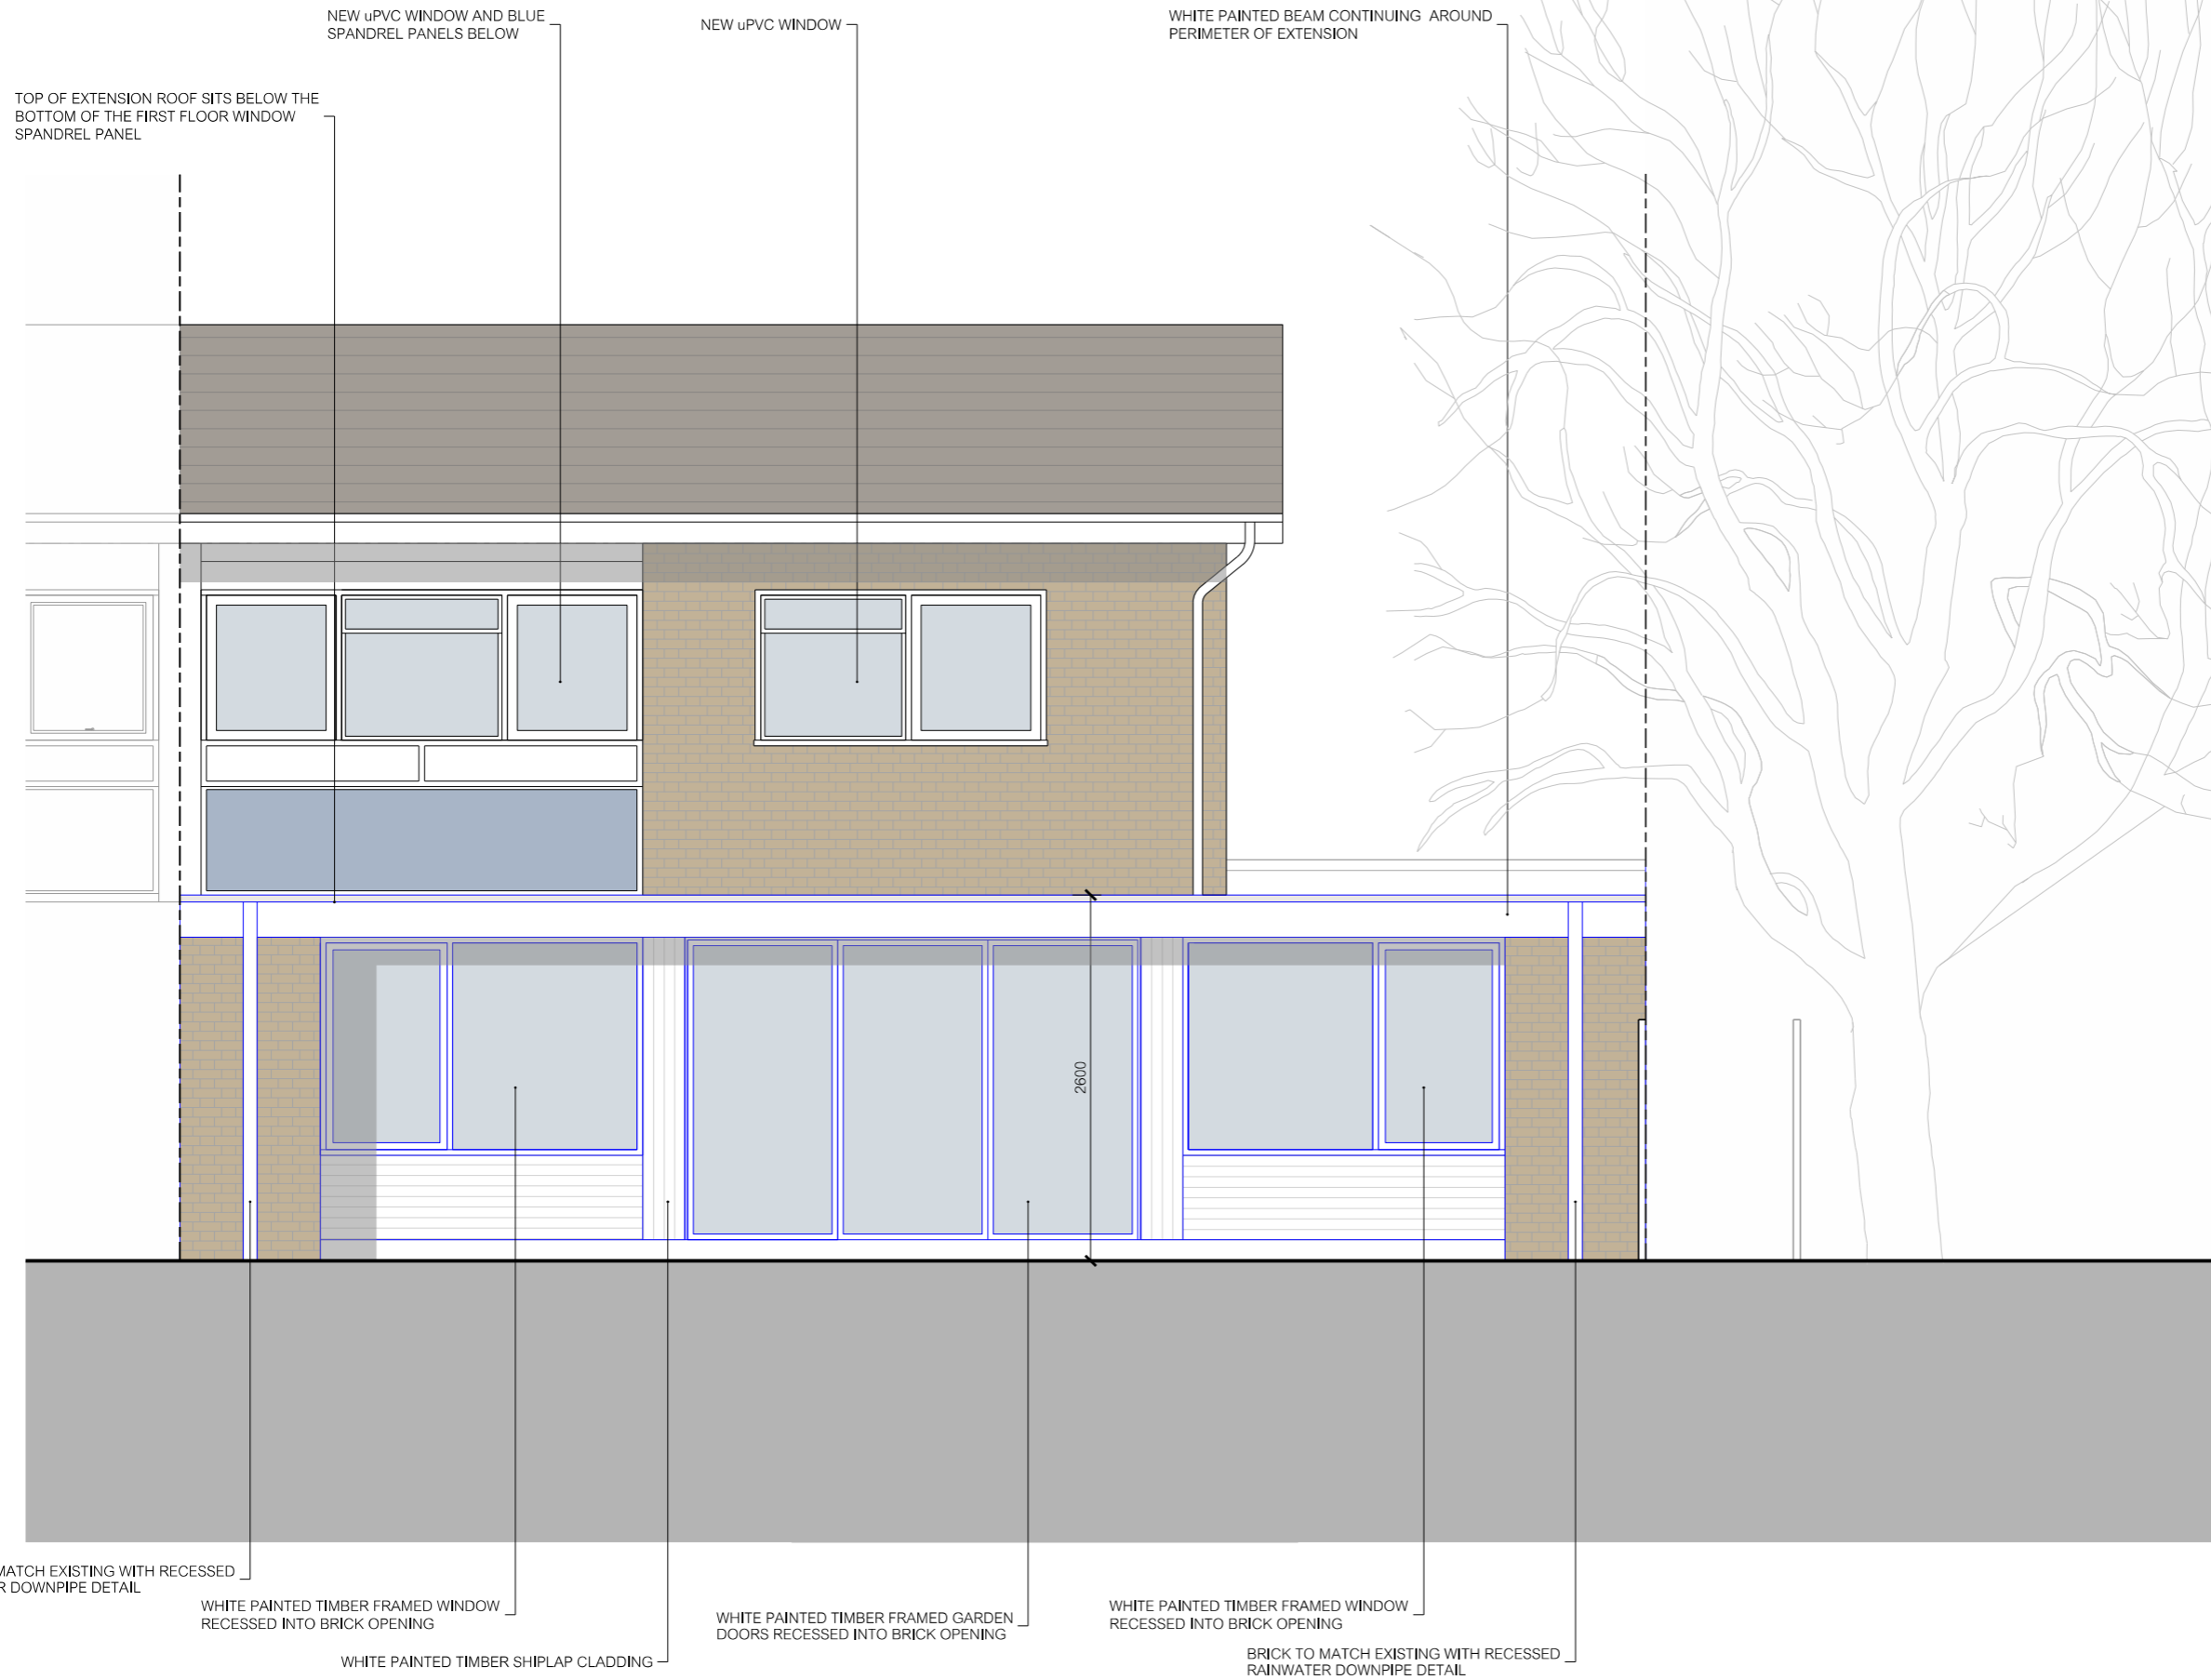 NEW uPVC WINDOW AND BLUE
SPANDREL PANELS BELOW
NEW uPVC WINDOW
WHITE PAINTED BEAM CONTINUING AROUND
PERIMETER OF EXTENSION
TOP OF EXTENSION ROOF SITS BELOW THE
BOTTOM OF THE FIRST FLOOR WINDOW
SPANDREL PANEL
2600
MATCH EXISTING WITH RECESSED
R DOWNPIPE DETAIL
WHITE PAINTED TIMBER FRAMED WINDOW
RECESSED INTO BRICK OPENING
WHITE PAINTED TIMBER SHIPLAP CLADDING
WHITE PAINTED TIMBER FRAMED GARDEN
DOORS RECESSED INTO BRICK OPENING
WHITE PAINTED TIMBER FRAMED WINDOW
RECESSED INTO BRICK OPENING
BRICK TO MATCH EXISTING WITH RECESSED
RAINWATER DOWNPIPE DETAIL